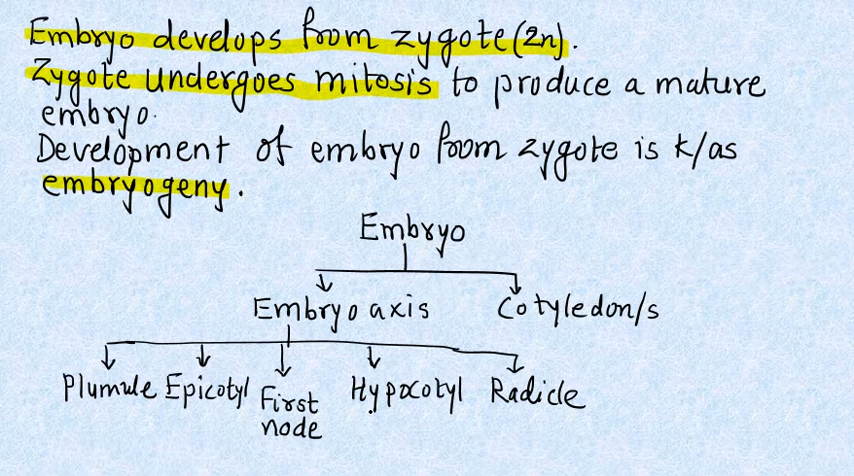 Embryo develops from zygote (2n).
Zygote undergoes mitosis to produce a mature
embryo.
Development of embryo from zygote is k/as
embryogeny.
Embryo
Embryo axis Cotyledon/s
Plumule Epicotyl First Hypocotyl Radicle
node